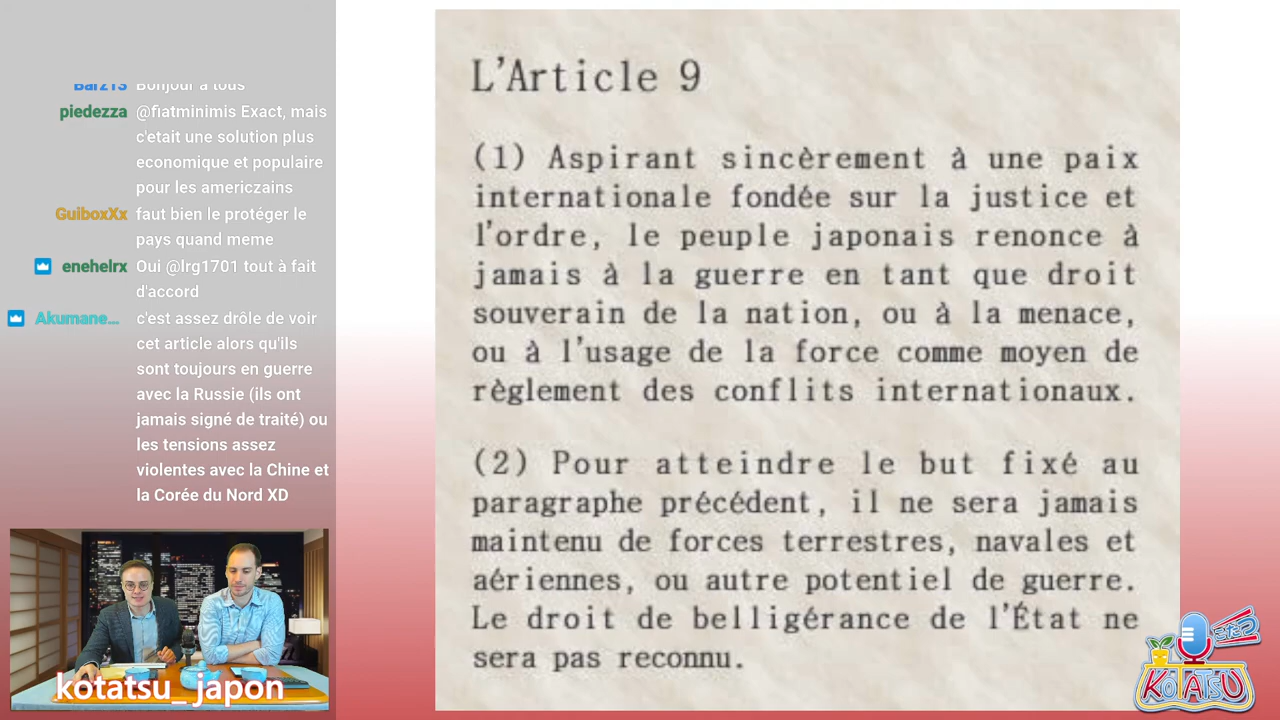 Bar213 Bonjour à tous
piedezza @fiatminimis Exact, mais
c'etait une solution plus
economique et populaire
pour les americzains
GuiboxXx faut bien le protéger le
pays quand meme
enehelrx Oui @lrg1701 tout à fait
d'accord
Akumane... c'est assez drôle de voir
cet article alors qu'ils
sont toujours en guerre
avec la Russie (ils ont
jamais signé de traité) ou
les tensions assez
violentes avec la Chine et
la Corée du Nord XD
kotatsu_japon
L'Article 9
(1) Aspirant sincèrement à une paix
internationale fondée sur la justice et
l'ordre, le peuple japonais renonce à
jamais à la guerre en tant que droit
souverain de la nation, ou à la menace,
ou à l'usage de la force comme moyen de
règlement des conflits internationaux.
(2) Pour atteindre le but fixé au
paragraphe précédent, il ne sera jamais
maintenu de forces terrestres, navales et
aériennes, ou autre potentiel de guerre.
Le droit de belligérance de l'État ne
sera pas reconnu.
KOTATSU